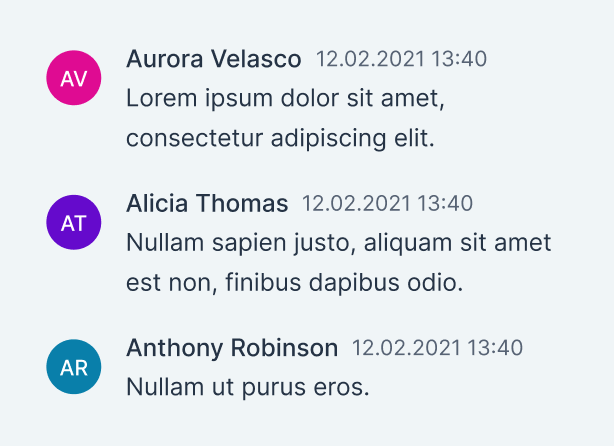 Aurora Velasco 12.02.2021 13:40
AV
Lorem ipsum dolor sit amet,
consectetur adipiscing elit.
Alicia Thomas 12.02.2021 13:40
AT
Nullam sapien justo, aliquam sit amet
est non, finibus dapibus odio.
Anthony Robinson 12.02.2021 13:40
AR
Nullam ut purus eros.